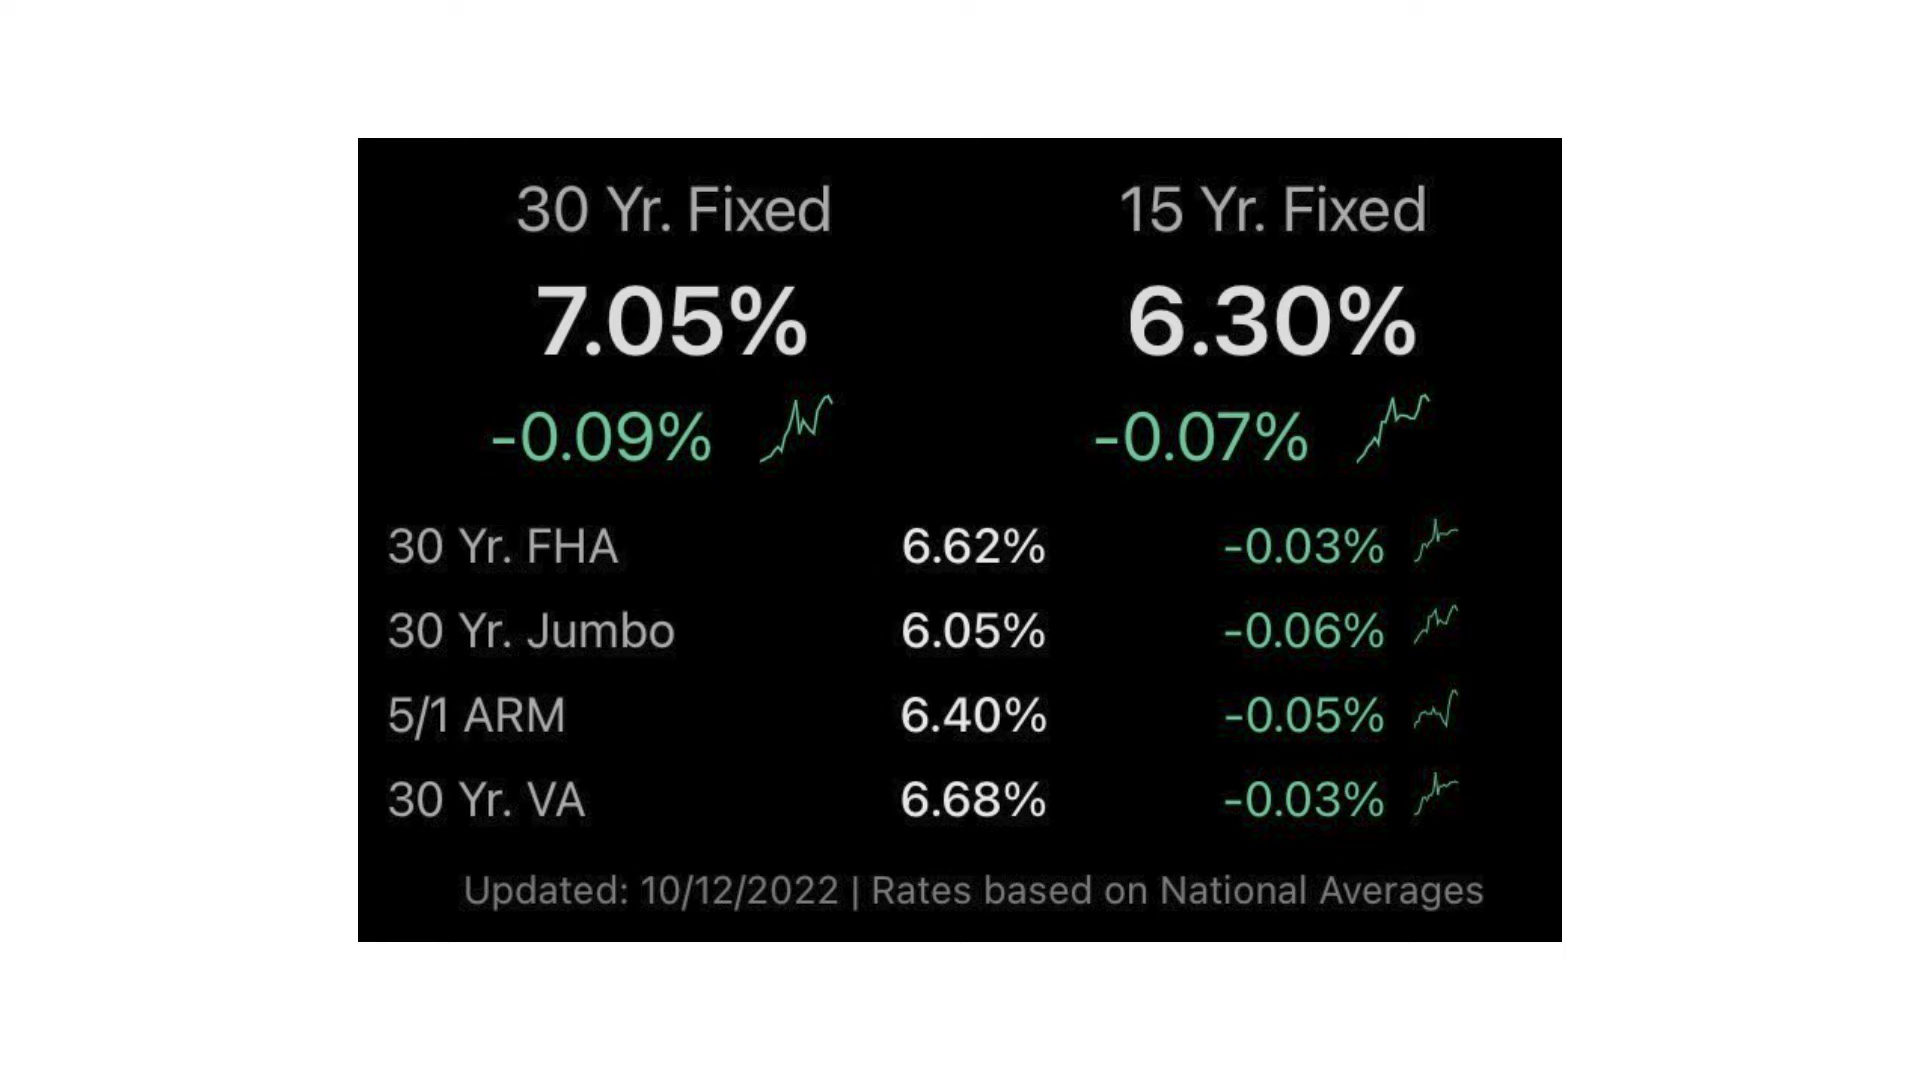 30 Yr. Fixed
7.05%
-0.09%
15 Yr. Fixed
6.30%
-0.07%
30 Yr. FHA 6.62% -0.03%
30 Yr. Jumbo 6.05% -0.06%
5/1 ARM 6.40% -0.05%
30 Yr. VA 6.68% -0.03%
Updated: 10/12/2022 | Rates based on National Averages